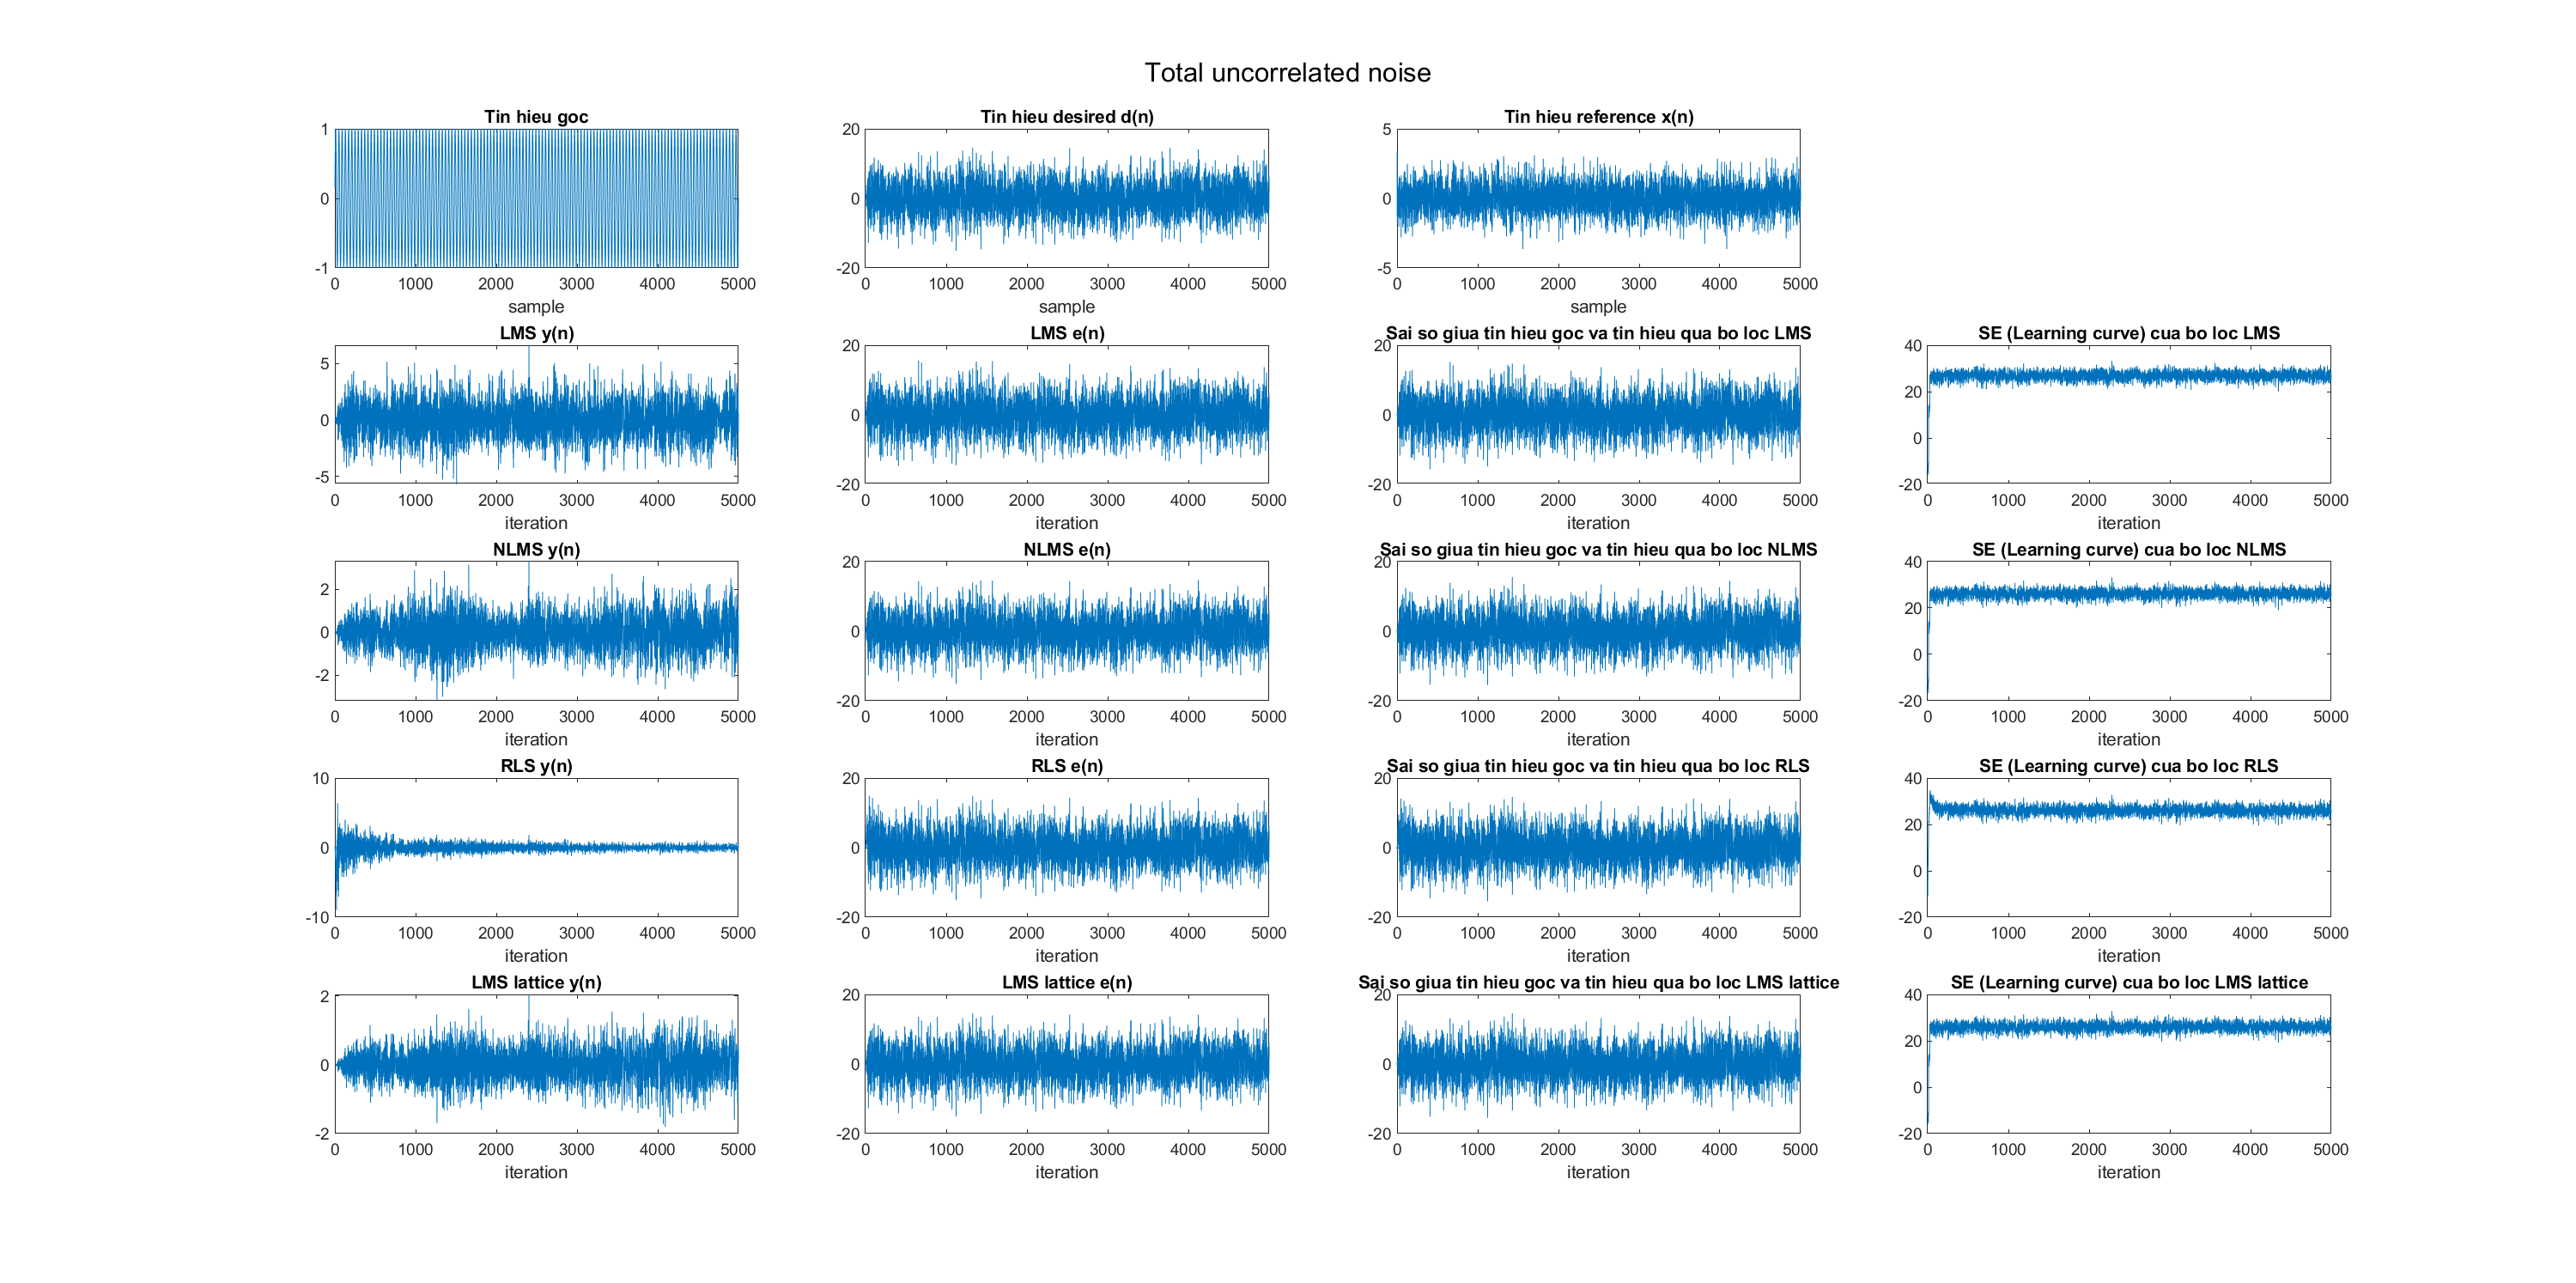 Total uncorrelated noise
Tin hieu goc
1
0
-1
0 1000 2000 3000 4000 5000
sample
Tin hieu desired d(n)
20
0
-20
0 1000 2000 3000 4000 5000
sample
Tin hieu reference x(n)
5
0
-5
0 1000 2000 3000 4000 5000
sample
LMS y(n)
5
0
-5
0 1000 2000 3000 4000 5000
iteration
LMS e(n)
20
0
-20
0 1000 2000 3000 4000 5000
iteration
Sai so giua tin hieu goc va tin hieu qua bo loc LMS
20
0
-20
0 1000 2000 3000 4000 5000
iteration
SE (Learning curve) cua bo loc LMS
40
20
0
-20
0 1000 2000 3000 4000 5000
iteration
NLMS y(n)
2
0
-2
0 1000 2000 3000 4000 5000
iteration
NLMS e(n)
20
0
-20
0 1000 2000 3000 4000 5000
iteration
Sai so giua tin hieu goc va tin hieu qua bo loc NLMS
20
0
-20
0 1000 2000 3000 4000 5000
iteration
SE (Learning curve) cua bo loc NLMS
40
20
0
-20
0 1000 2000 3000 4000 5000
iteration
RLS y(n)
10
0
-10
0 1000 2000 3000 4000 5000
iteration
RLS e(n)
20
0
-20
0 1000 2000 3000 4000 5000
iteration
Sai so giua tin hieu goc va tin hieu qua bo loc RLS
20
0
-20
0 1000 2000 3000 4000 5000
iteration
SE (Learning curve) cua bo loc RLS
40
20
0
-20
0 1000 2000 3000 4000 5000
iteration
LMS lattice y(n)
2
0
-2
0 1000 2000 3000 4000 5000
iteration
LMS lattice e(n)
20
0
-20
0 1000 2000 3000 4000 5000
iteration
Sai so giua tin hieu goc va tin hieu qua bo loc LMS lattice
20
0
-20
0 1000 2000 3000 4000 5000
iteration
SE (Learning curve) cua bo loc LMS lattice
40
20
0
-20
0 1000 2000 3000 4000 5000
iteration